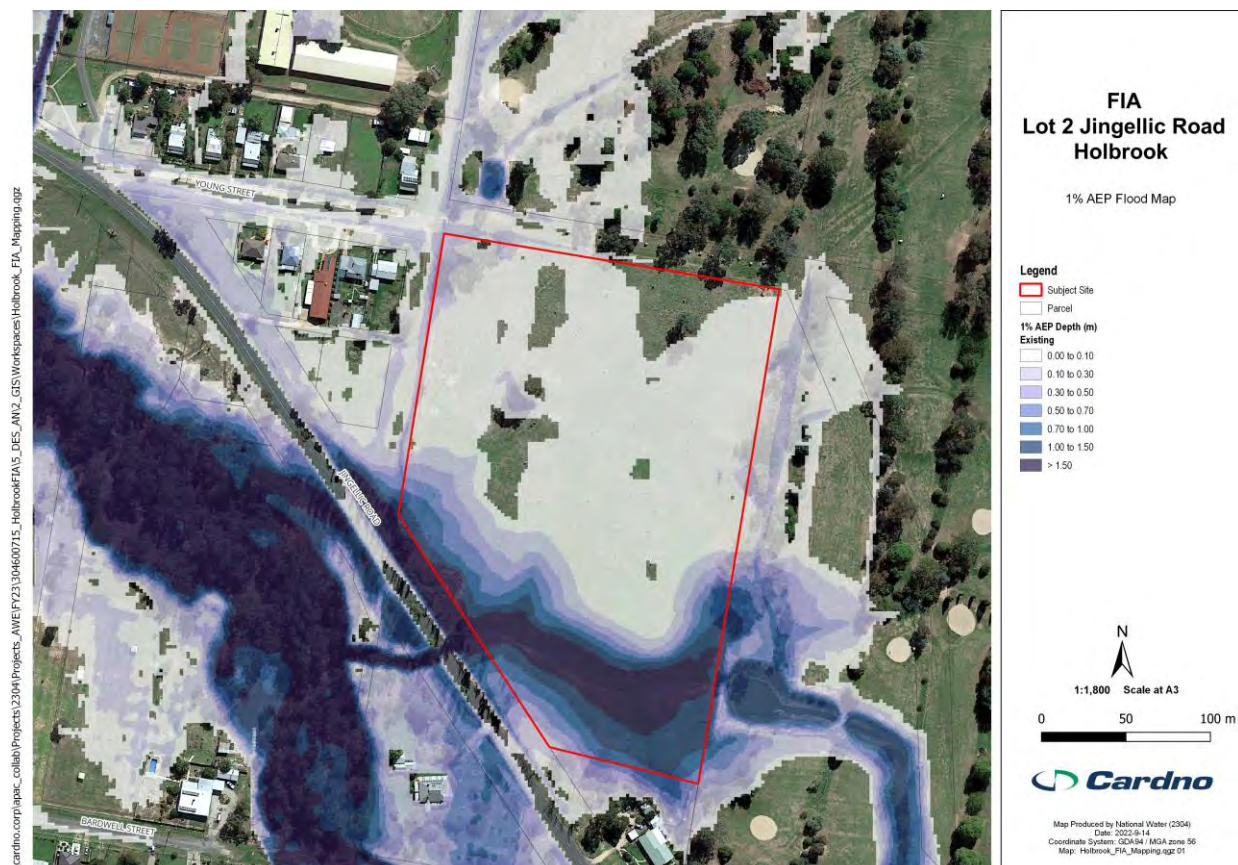 cardno.corp\apac_collab\Projects\2304\Projects_AWE\FY23\304600715_HolbrookFIA\5_DES_AN\2_GIS\Workspaces\Holbrook_FIA_Mapping.qgz
YOUNG STREET
JINGELLIC ROAD
BARDWELL STREET
FIA
Lot 2 Jingellic Road
Holbrook
1% AEP Flood Map
Legend
Subject Site
Parcel
1% AEP Depth (m)
Existing
0.00 to 0.10
0.10 to 0.30
0.30 to 0.50
0.50 to 0.70
0.70 to 1.00
1.00 to 1.50
> 1.50
N
1:1,800 Scale at A3
0 50 100 m
Cardno
Map Produced by National Water (2304)
Date: 2022-9-14
Coordinate System: GDA94 / MGA zone 56
Map: Holbrook_FIA_Mapping.qgz 01